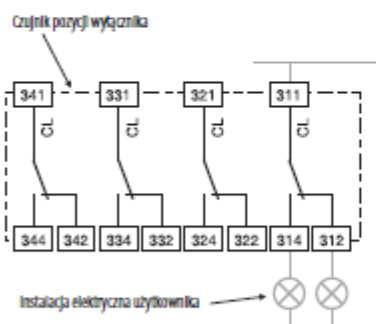 Czujnik pozycji wyłącznika
341 331 321 311
CL CL CL CL
344 342 334 332 324 322 314 312
Instalacja elektryczna użytkownika